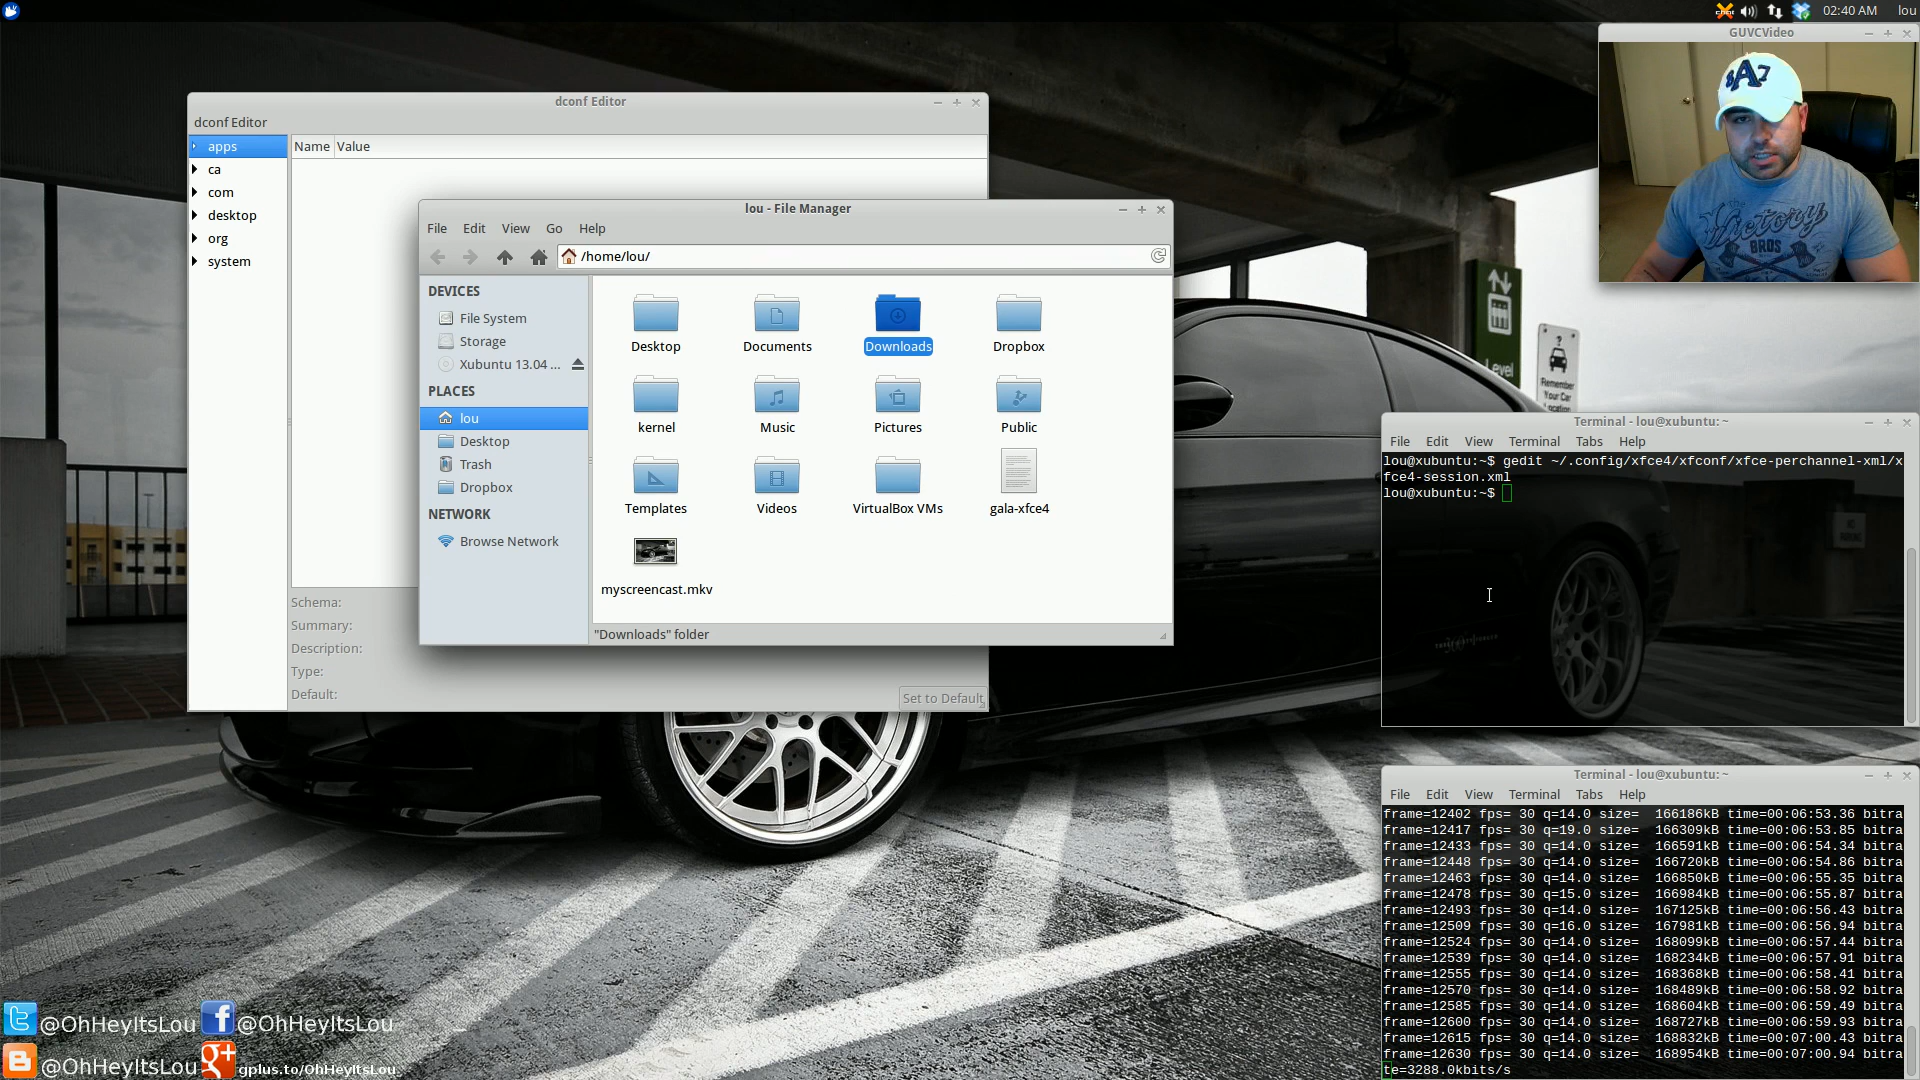 chat
02:40 AM
lou
GUVCVideo
A7
Victory
BROS
Level
Remember
Your Car
Location
dconf Editor
dconf Editor
apps
ca
com
desktop
org
system
Name
Value
Schema:
Summary:
Description:
Type:
Default:
Set to Default
lou - File Manager
File Edit View Go Help
/home/lou/
DEVICES
File System
Storage
Xubuntu 13.04 ...
PLACES
lou
Desktop
Trash
Dropbox
NETWORK
Browse Network
Desktop
Documents
Downloads
Dropbox
kernel
Music
Pictures
Public
Templates
Videos
VirtualBox VMs
gala-xfce4
myscreencast.mkv
"Downloads" folder
Terminal - lou@xubuntu: ~
File Edit View Terminal Tabs Help
lou@xubuntu:~$ gedit ~/.config/xfce4/xfconf/xfce-perchannel-xml/x
fce4-session.xml
lou@xubuntu:~$
Terminal - lou@xubuntu: ~
File Edit View Terminal Tabs Help
frame=12402 fps= 30 q=14.0 size=  166186kB time=00:06:53.36 bitra
frame=12417 fps= 30 q=19.0 size=  166309kB time=00:06:53.85 bitra
frame=12433 fps= 30 q=14.0 size=  166591kB time=00:06:54.34 bitra
frame=12448 fps= 30 q=14.0 size=  166720kB time=00:06:54.86 bitra
frame=12463 fps= 30 q=14.0 size=  166850kB time=00:06:55.35 bitra
frame=12478 fps= 30 q=15.0 size=  166984kB time=00:06:55.87 bitra
frame=12493 fps= 30 q=14.0 size=  167125kB time=00:06:56.43 bitra
frame=12509 fps= 30 q=16.0 size=  167981kB time=00:06:56.94 bitra
frame=12524 fps= 30 q=14.0 size=  168099kB time=00:06:57.44 bitra
frame=12539 fps= 30 q=14.0 size=  168234kB time=00:06:57.91 bitra
frame=12555 fps= 30 q=14.0 size=  168368kB time=00:06:58.41 bitra
frame=12570 fps= 30 q=14.0 size=  168489kB time=00:06:58.92 bitra
frame=12585 fps= 30 q=14.0 size=  168604kB time=00:06:59.49 bitra
frame=12600 fps= 30 q=14.0 size=  168727kB time=00:06:59.93 bitra
frame=12615 fps= 30 q=14.0 size=  168832kB time=00:07:00.43 bitra
frame=12630 fps= 30 q=14.0 size=  168954kB time=00:07:00.94 bitra
te=3288.0kbits/s
@OhHeyItsLou
@OhHeyItsLou
@OhHeyItsLou
gplus.to/OhHeyItsLou